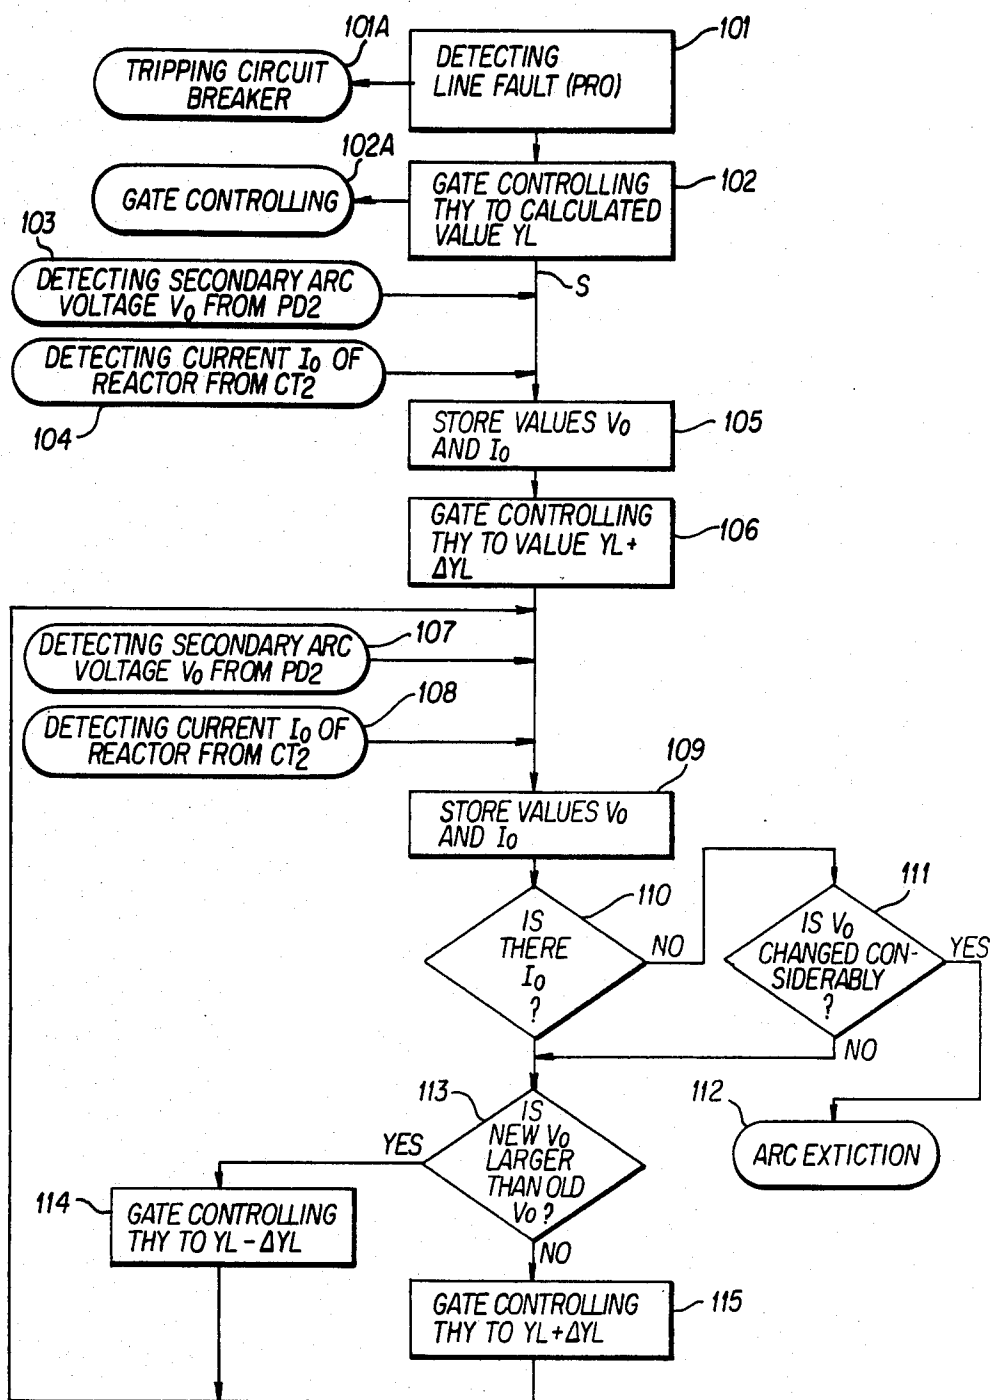 101A
101
TRIPPING CIRCUIT
BREAKER
DETECTING
LINE FAULT (PRO)
102A
GATE CONTROLLING
GATE CONTROLLING
THY TO CALCULATED
VALUE YL
102
103
DETECTING SECONDARY ARC
VOLTAGE V0 FROM PD2
S
DETECTING CURRENT I0 OF
REACTOR FROM CT2
104
STORE VALUES V0
AND I0
105
GATE CONTROLLING
THY TO VALUE YL+
ΔYL
106
DETECTING SECONDARY ARC
VOLTAGE V0 FROM PD2
107
DETECTING CURRENT I0 OF
REACTOR FROM CT2
108
109
STORE VALUES V0
AND I0
110
IS
THERE
I0
?
NO
111
IS V0
CHANGED CON-
SIDERABLY
?
YES
NO
112
ARC EXTICTION
113
IS
NEW V0
LARGER
THAN OLD
V0?
YES
NO
114
GATE CONTROLLING
THY TO YL-ΔYL
GATE CONTROLLING
THY TO YL+ΔYL
115